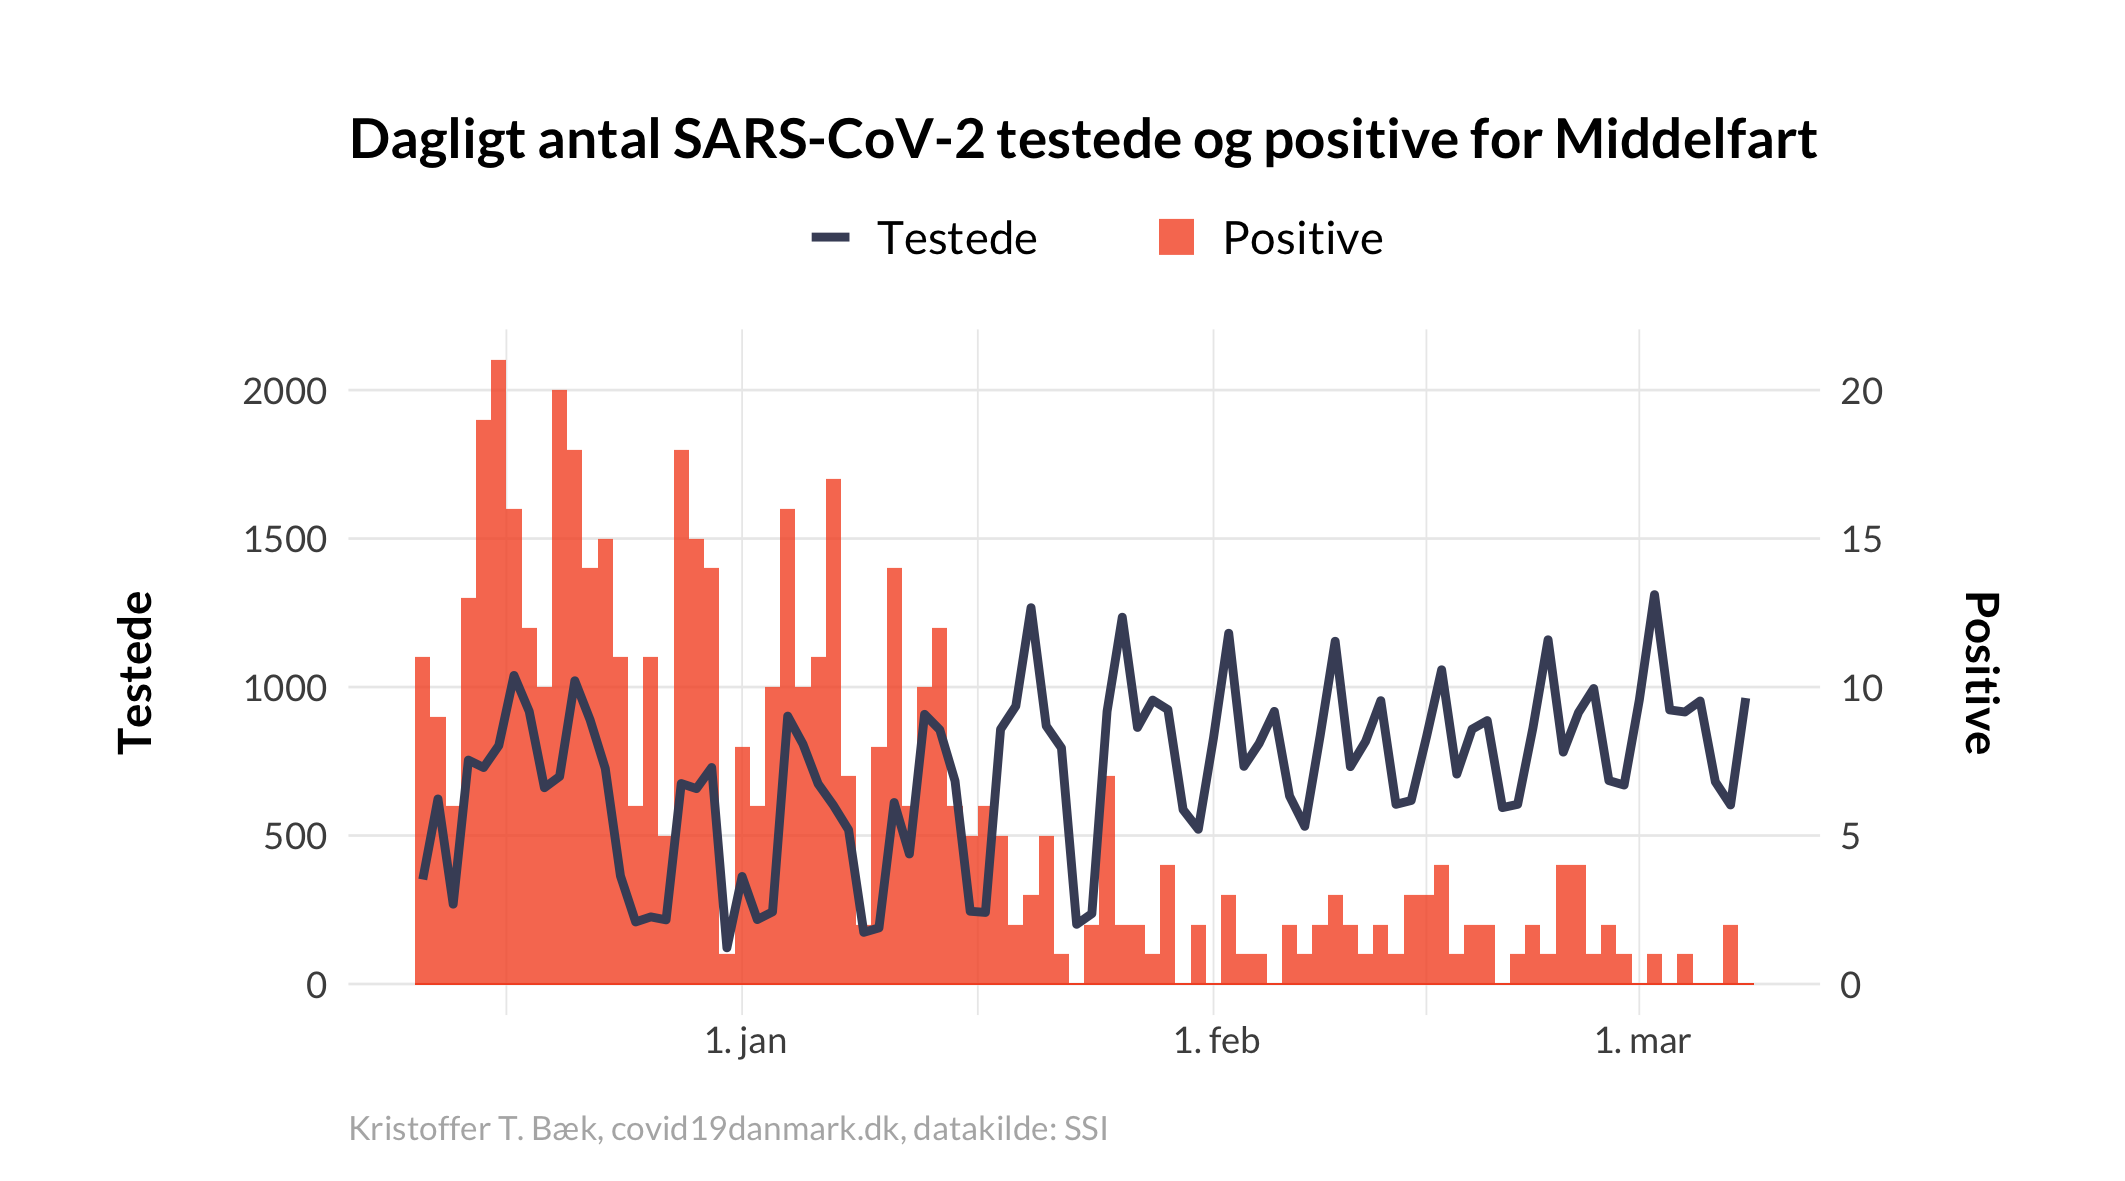 Dagligt antal SARS-CoV-2 testede og positive for Middelfart
Testede
Positive
2000
1500
1000
500
0
Testede
20
15
10
5
0
Positive
1. jan
1. feb
1. mar
Kristoffer T. Bæk, covid19danmark.dk, datakilde: SSI